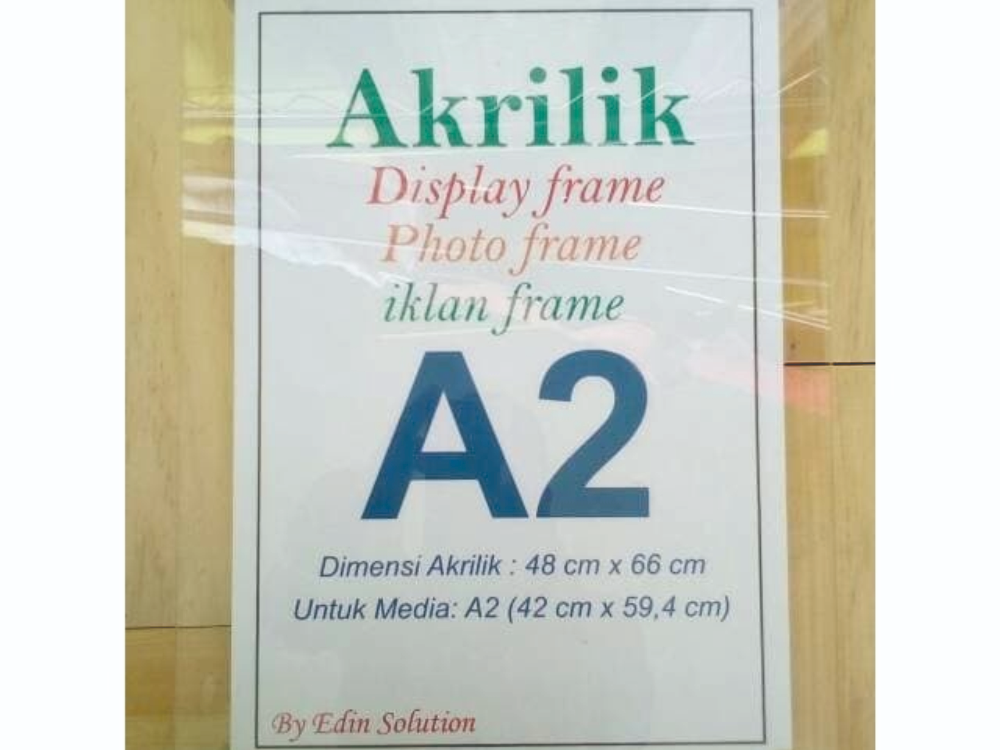 Akrilik
Display frame
Photo frame
iklan frame
A2
Dimensi Akrilik : 48 cm x 66 cm
Untuk Media: A2 (42 cm x 59,4 cm)
By Edin Solution